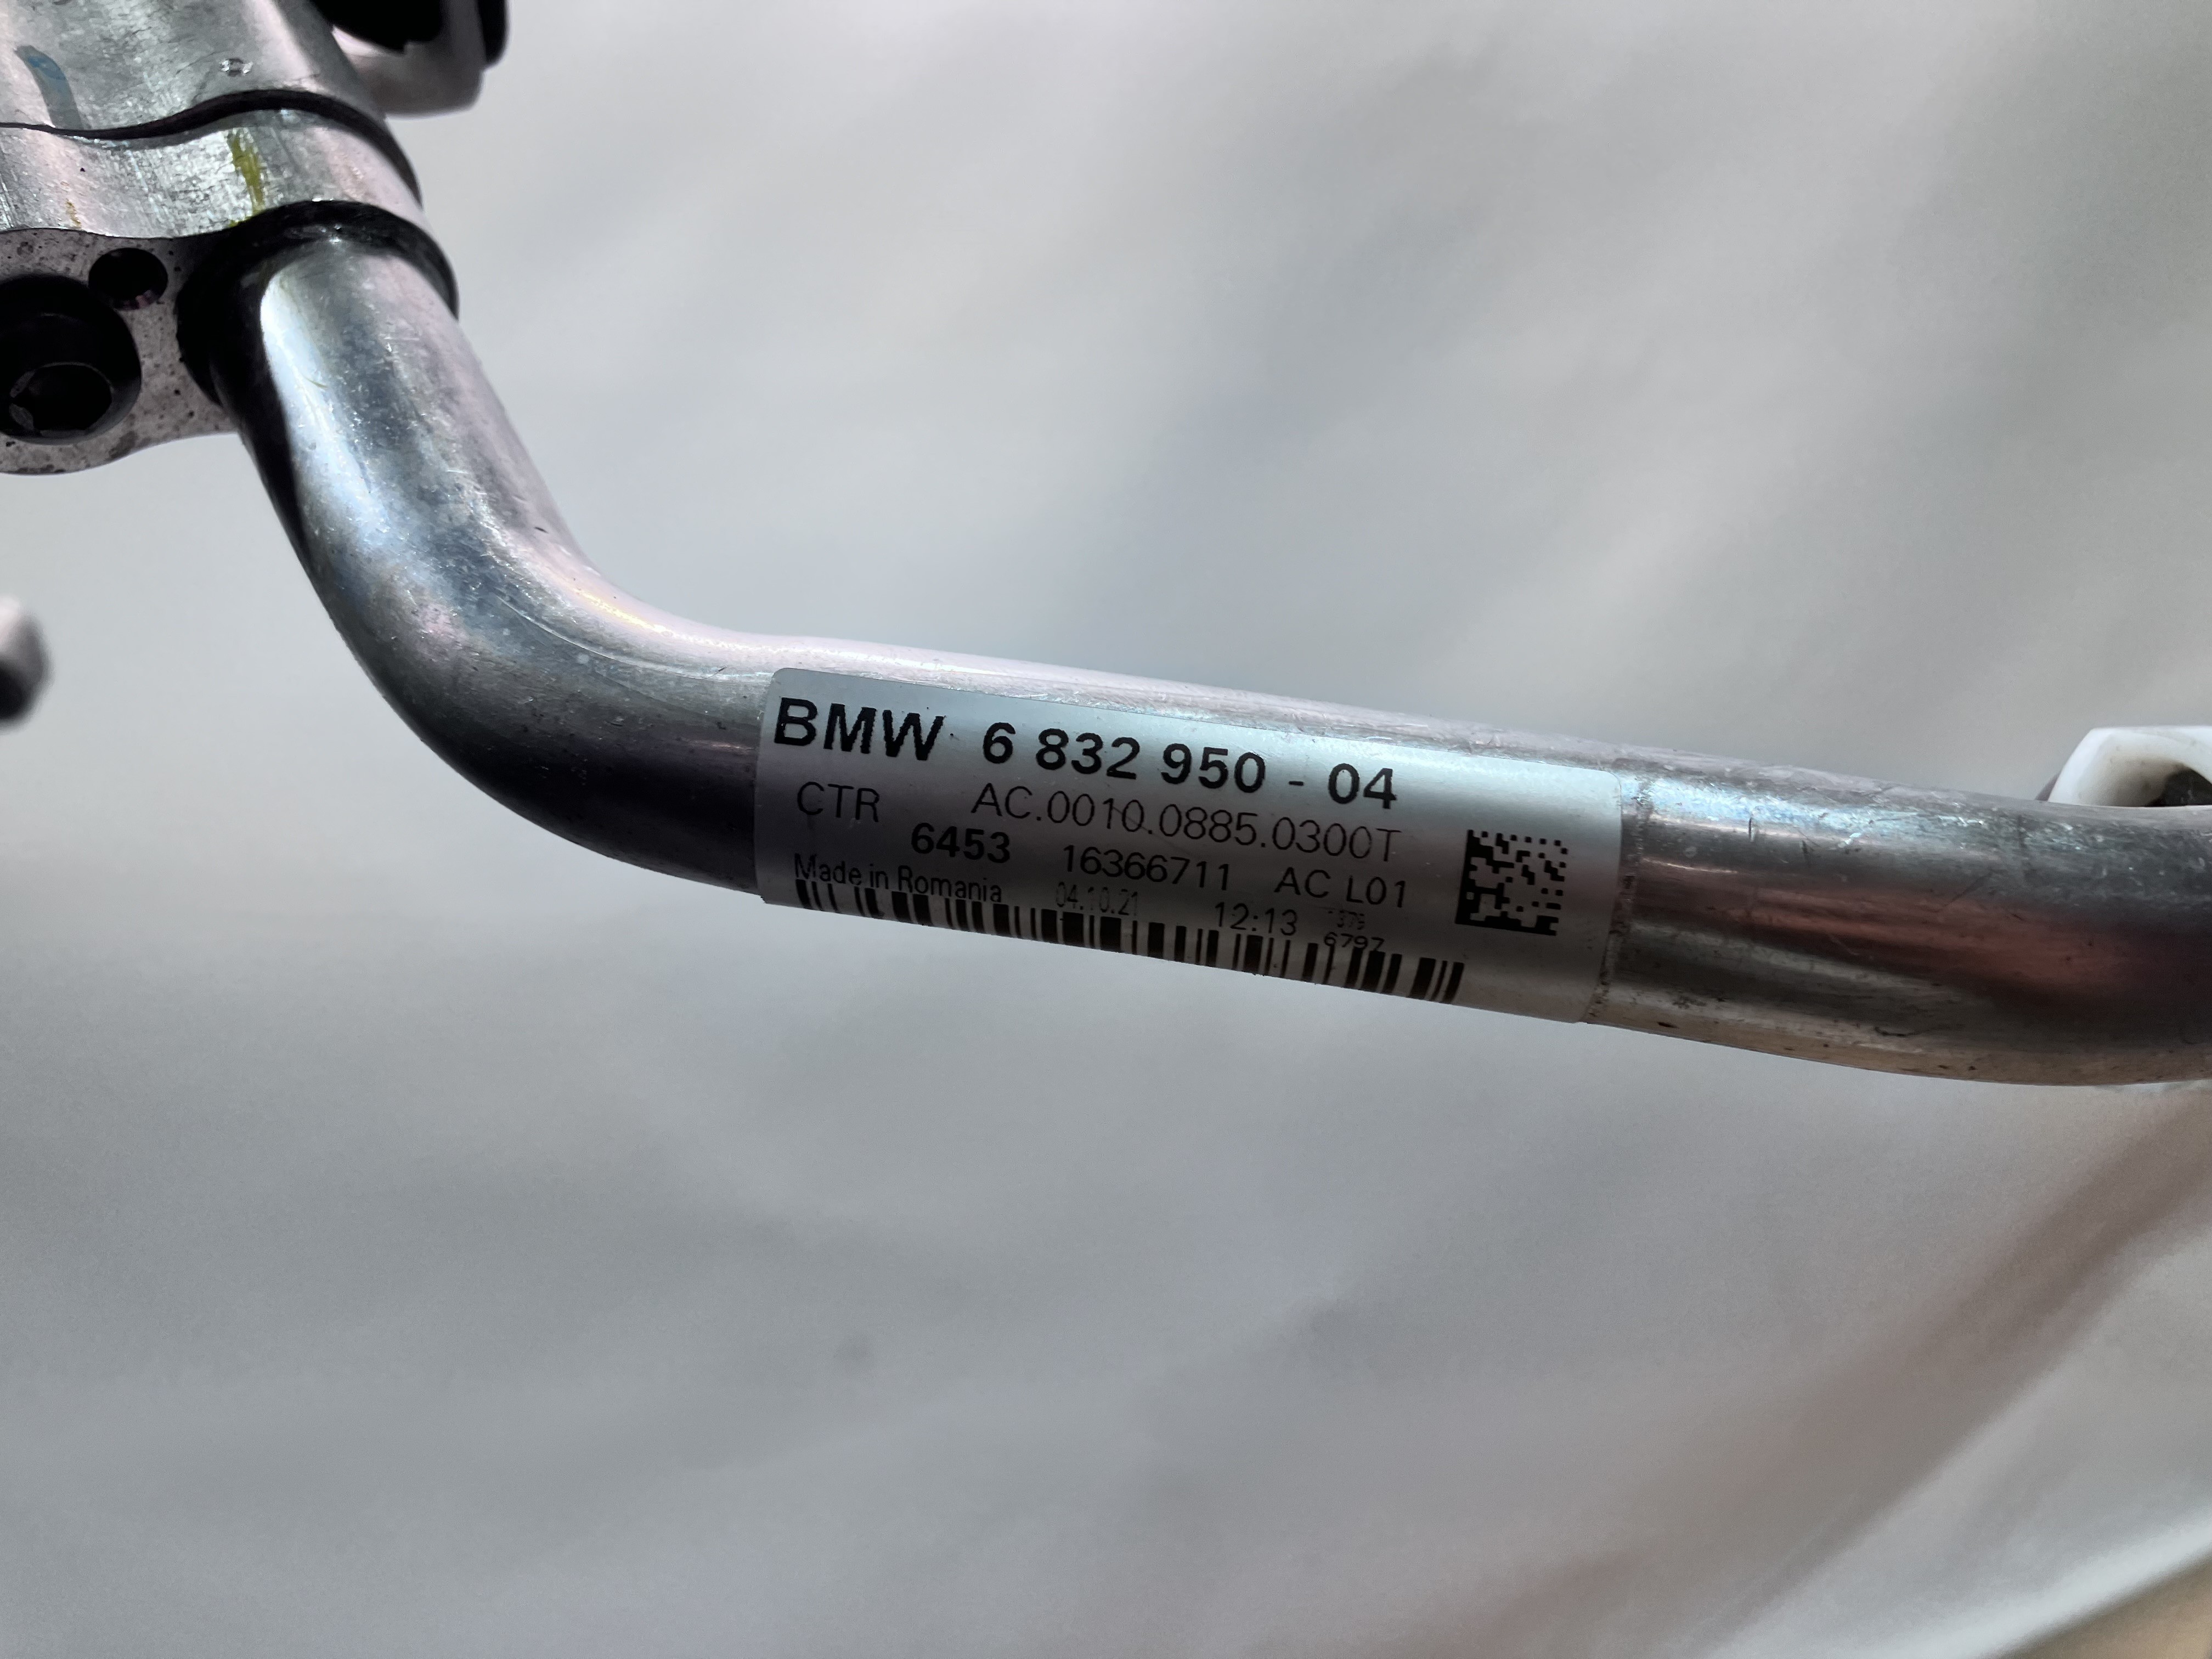 BMW 6 832 950 - 04
CTR AC.0010.0885.0300T
6453 16366711 AC L01
Made in Romania 04.10.21 12:13
6797